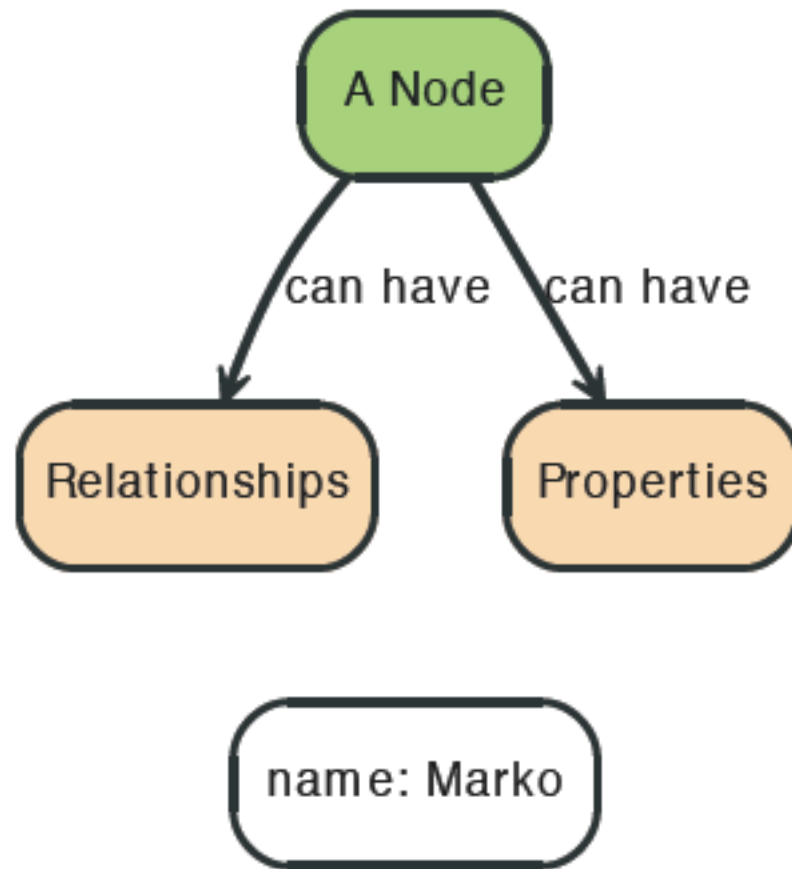 A Node
can have
can have
Relationships
Properties
name: Marko